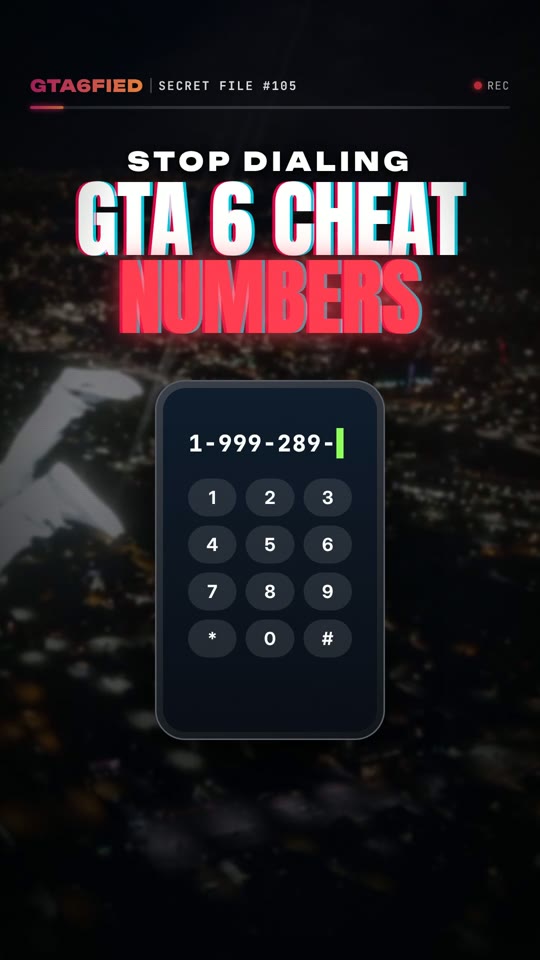 GTA6FIED | SECRET FILE #105
REC
STOP DIALING
GTA 6 CHEAT
NUMBERS
1-999-289-
1 2 3
4 5 6
7 8 9
* 0 #